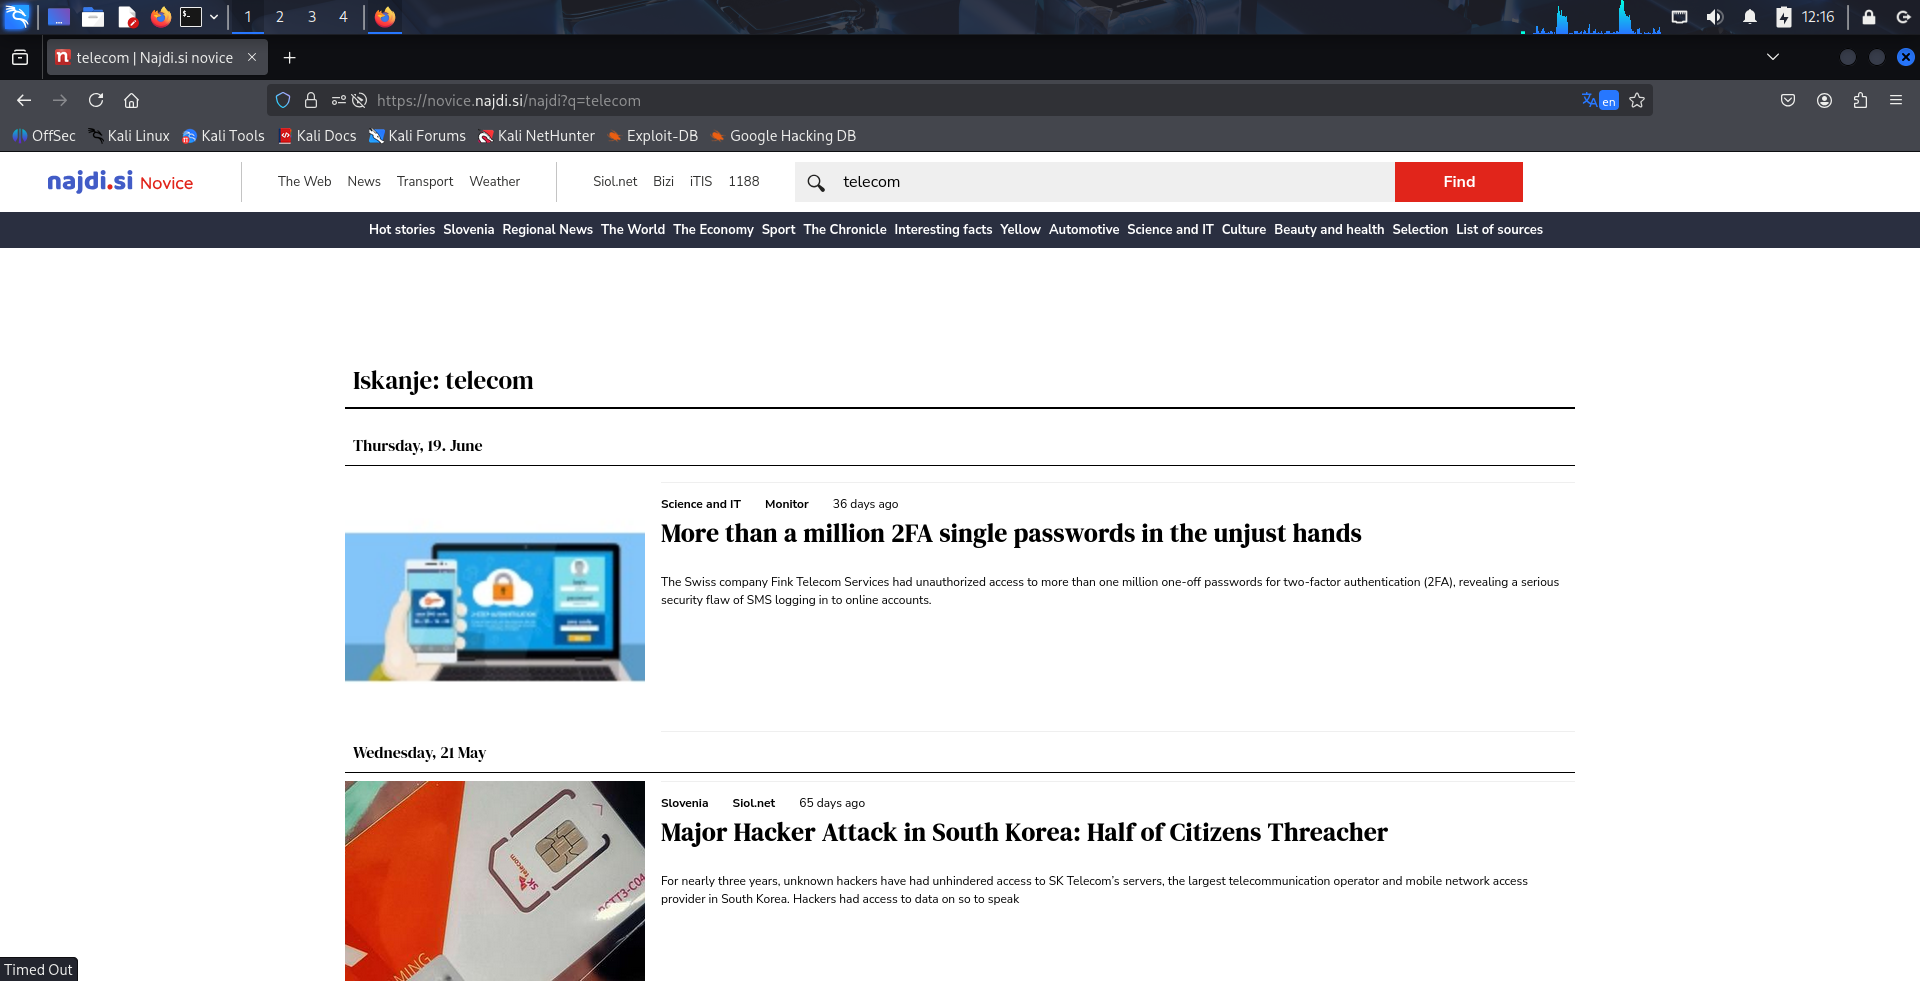 1 2 3 4 12:16
telecom | Najdi.si novice
https://novice.najdi.si/najdi?q=telecom en
OffSec Kali Linux Kali Tools Kali Docs Kali Forums Kali NetHunter Exploit-DB Google Hacking DB
najdi.si Novice The Web News Transport Weather Siol.net Bizi iTIS 1188 telecom Find
Hot stories Slovenia Regional News The World The Economy Sport The Chronicle Interesting facts Yellow Automotive Science and IT Culture Beauty and health Selection List of sources
Iskanje: telecom
Thursday, 19. June
Science and IT Monitor 36 days ago
More than a million 2FA single passwords in the unjust hands
The Swiss company Fink Telecom Services had unauthorized access to more than one million one-off passwords for two-factor authentication (2FA), revealing a serious
security flaw of SMS logging in to online accounts.
Wednesday, 21 May
Slovenia Siol.net 65 days ago
Major Hacker Attack in South Korea: Half of Citizens Threacher
For nearly three years, unknown hackers have had unhindered access to SK Telecom's servers, the largest telecommunication operator and mobile network access
provider in South Korea. Hackers had access to data on so to speak
SK
Telecom
MING
Timed Out